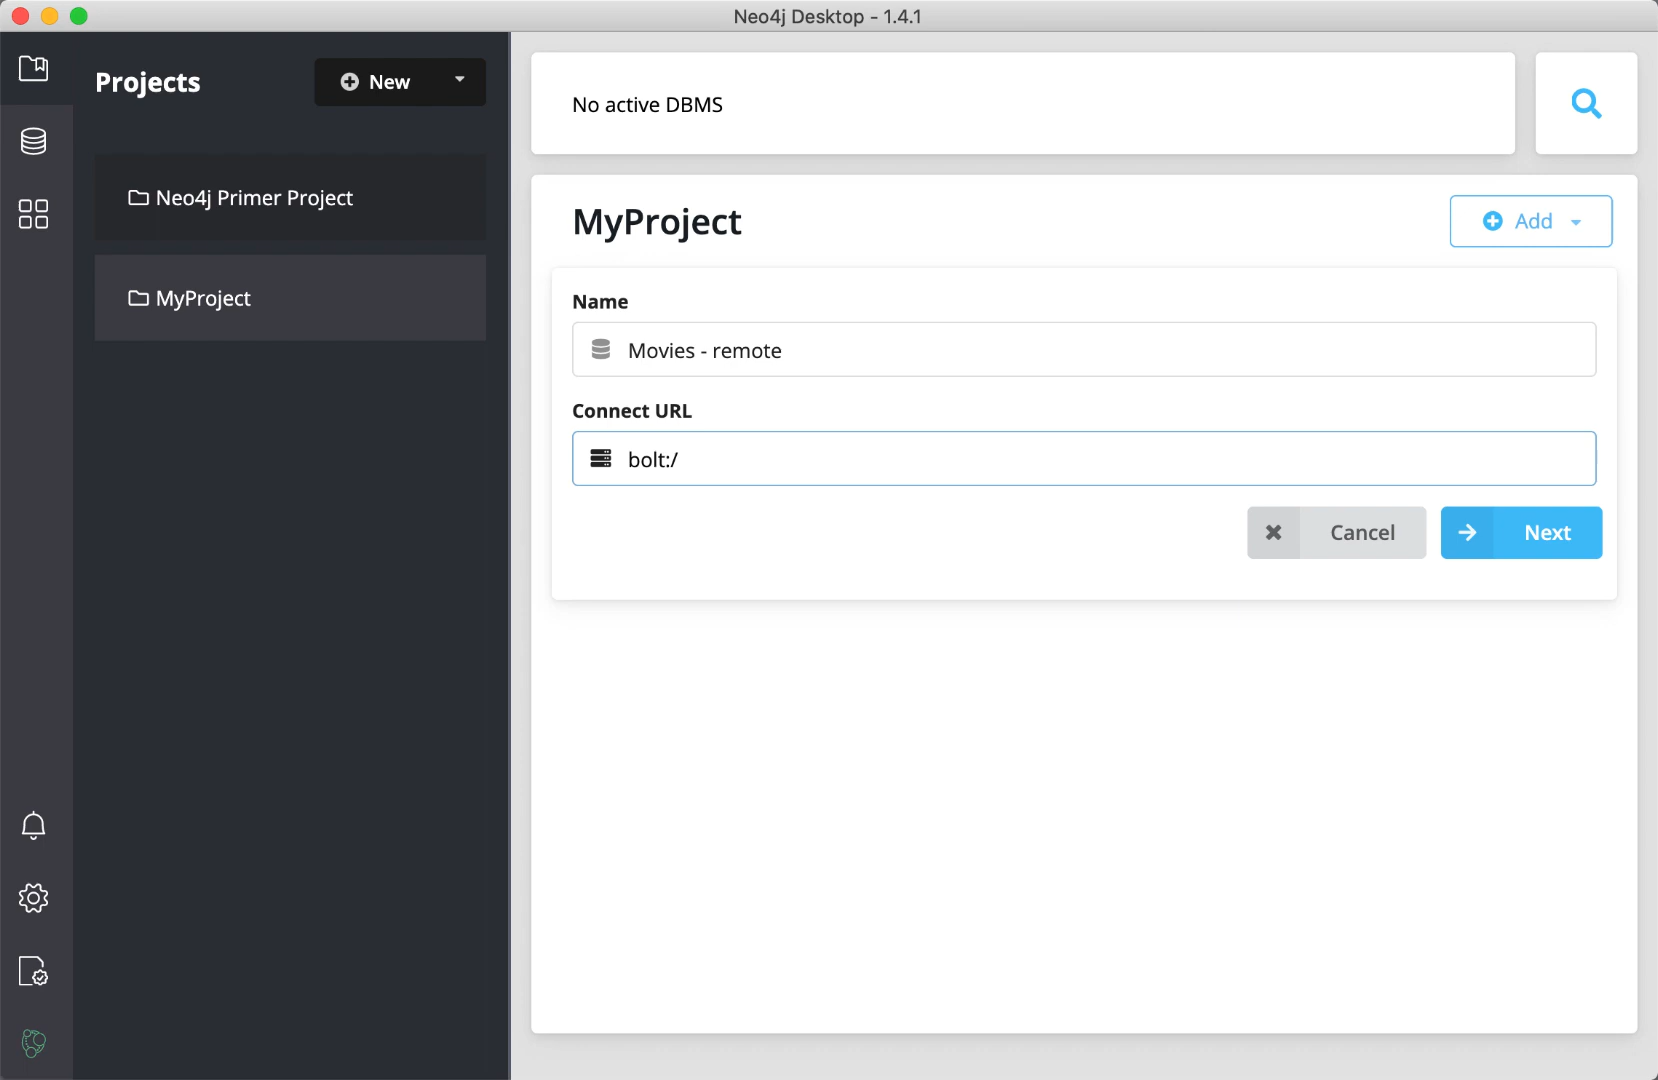 Neo4j Desktop - 1.4.1
Projects
New
Neo4j Primer Project
MyProject
No active DBMS
MyProject
Add
Name
Movies - remote
Connect URL
bolt:/
Cancel
Next